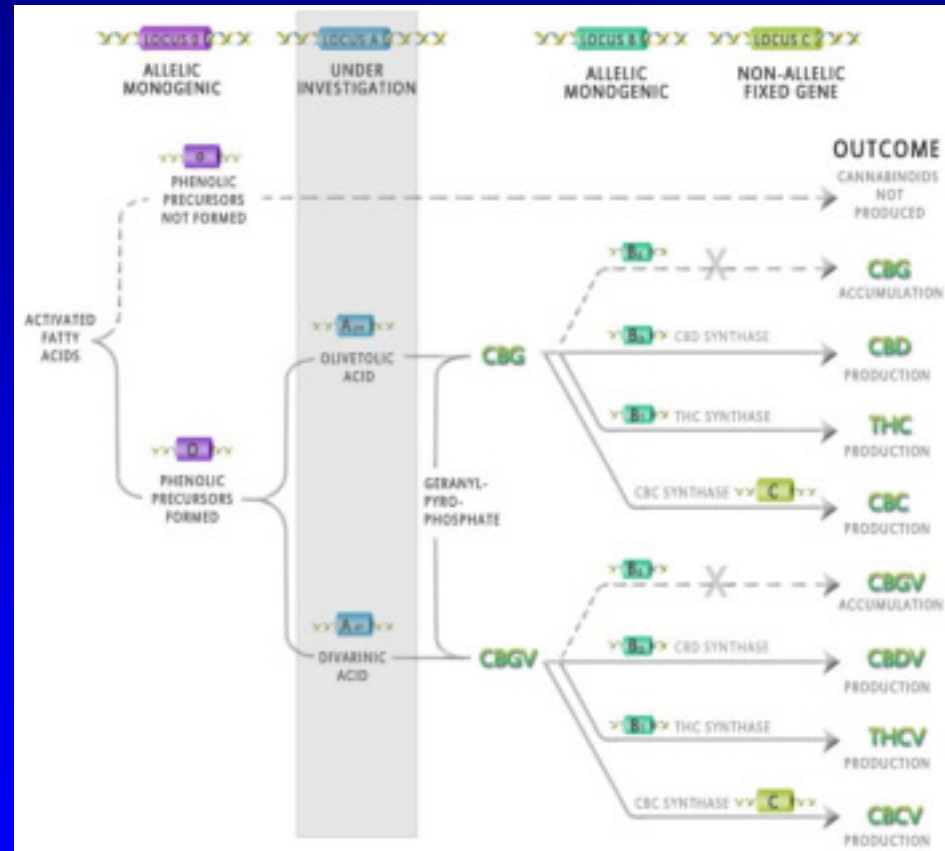 LOCUS A
LOCUS B
LOCUS C
ALLELIC
MONOGENIC
UNDER
INVESTIGATION
ALLELIC
MONOGENIC
NON-ALLELIC
FIXED GENE
OUTCOME
PHENOLIC
PRECURSORS
NOT FORMED
CANNABINOIDS
NOT
PRODUCED
CBG
ACCUMULATION
ACTIVATED
FATTY
ACIDS
OLIVETOLIC
ACID
CBG
CBD SYNTHASE
CBD
PRODUCTION
THC SYNTHASE
THC
PRODUCTION
PHENOLIC
PRECURSORS
FORMED
GERANYL-
PYRO-
PHOSPHATE
CBC SYNTHASE
C
CBC
PRODUCTION
CBGV
ACCUMULATION
DIVARINIC
ACID
CBGV
CBD SYNTHASE
CBDV
PRODUCTION
THC SYNTHASE
THCV
PRODUCTION
CBC SYNTHASE
C
CBCV
PRODUCTION